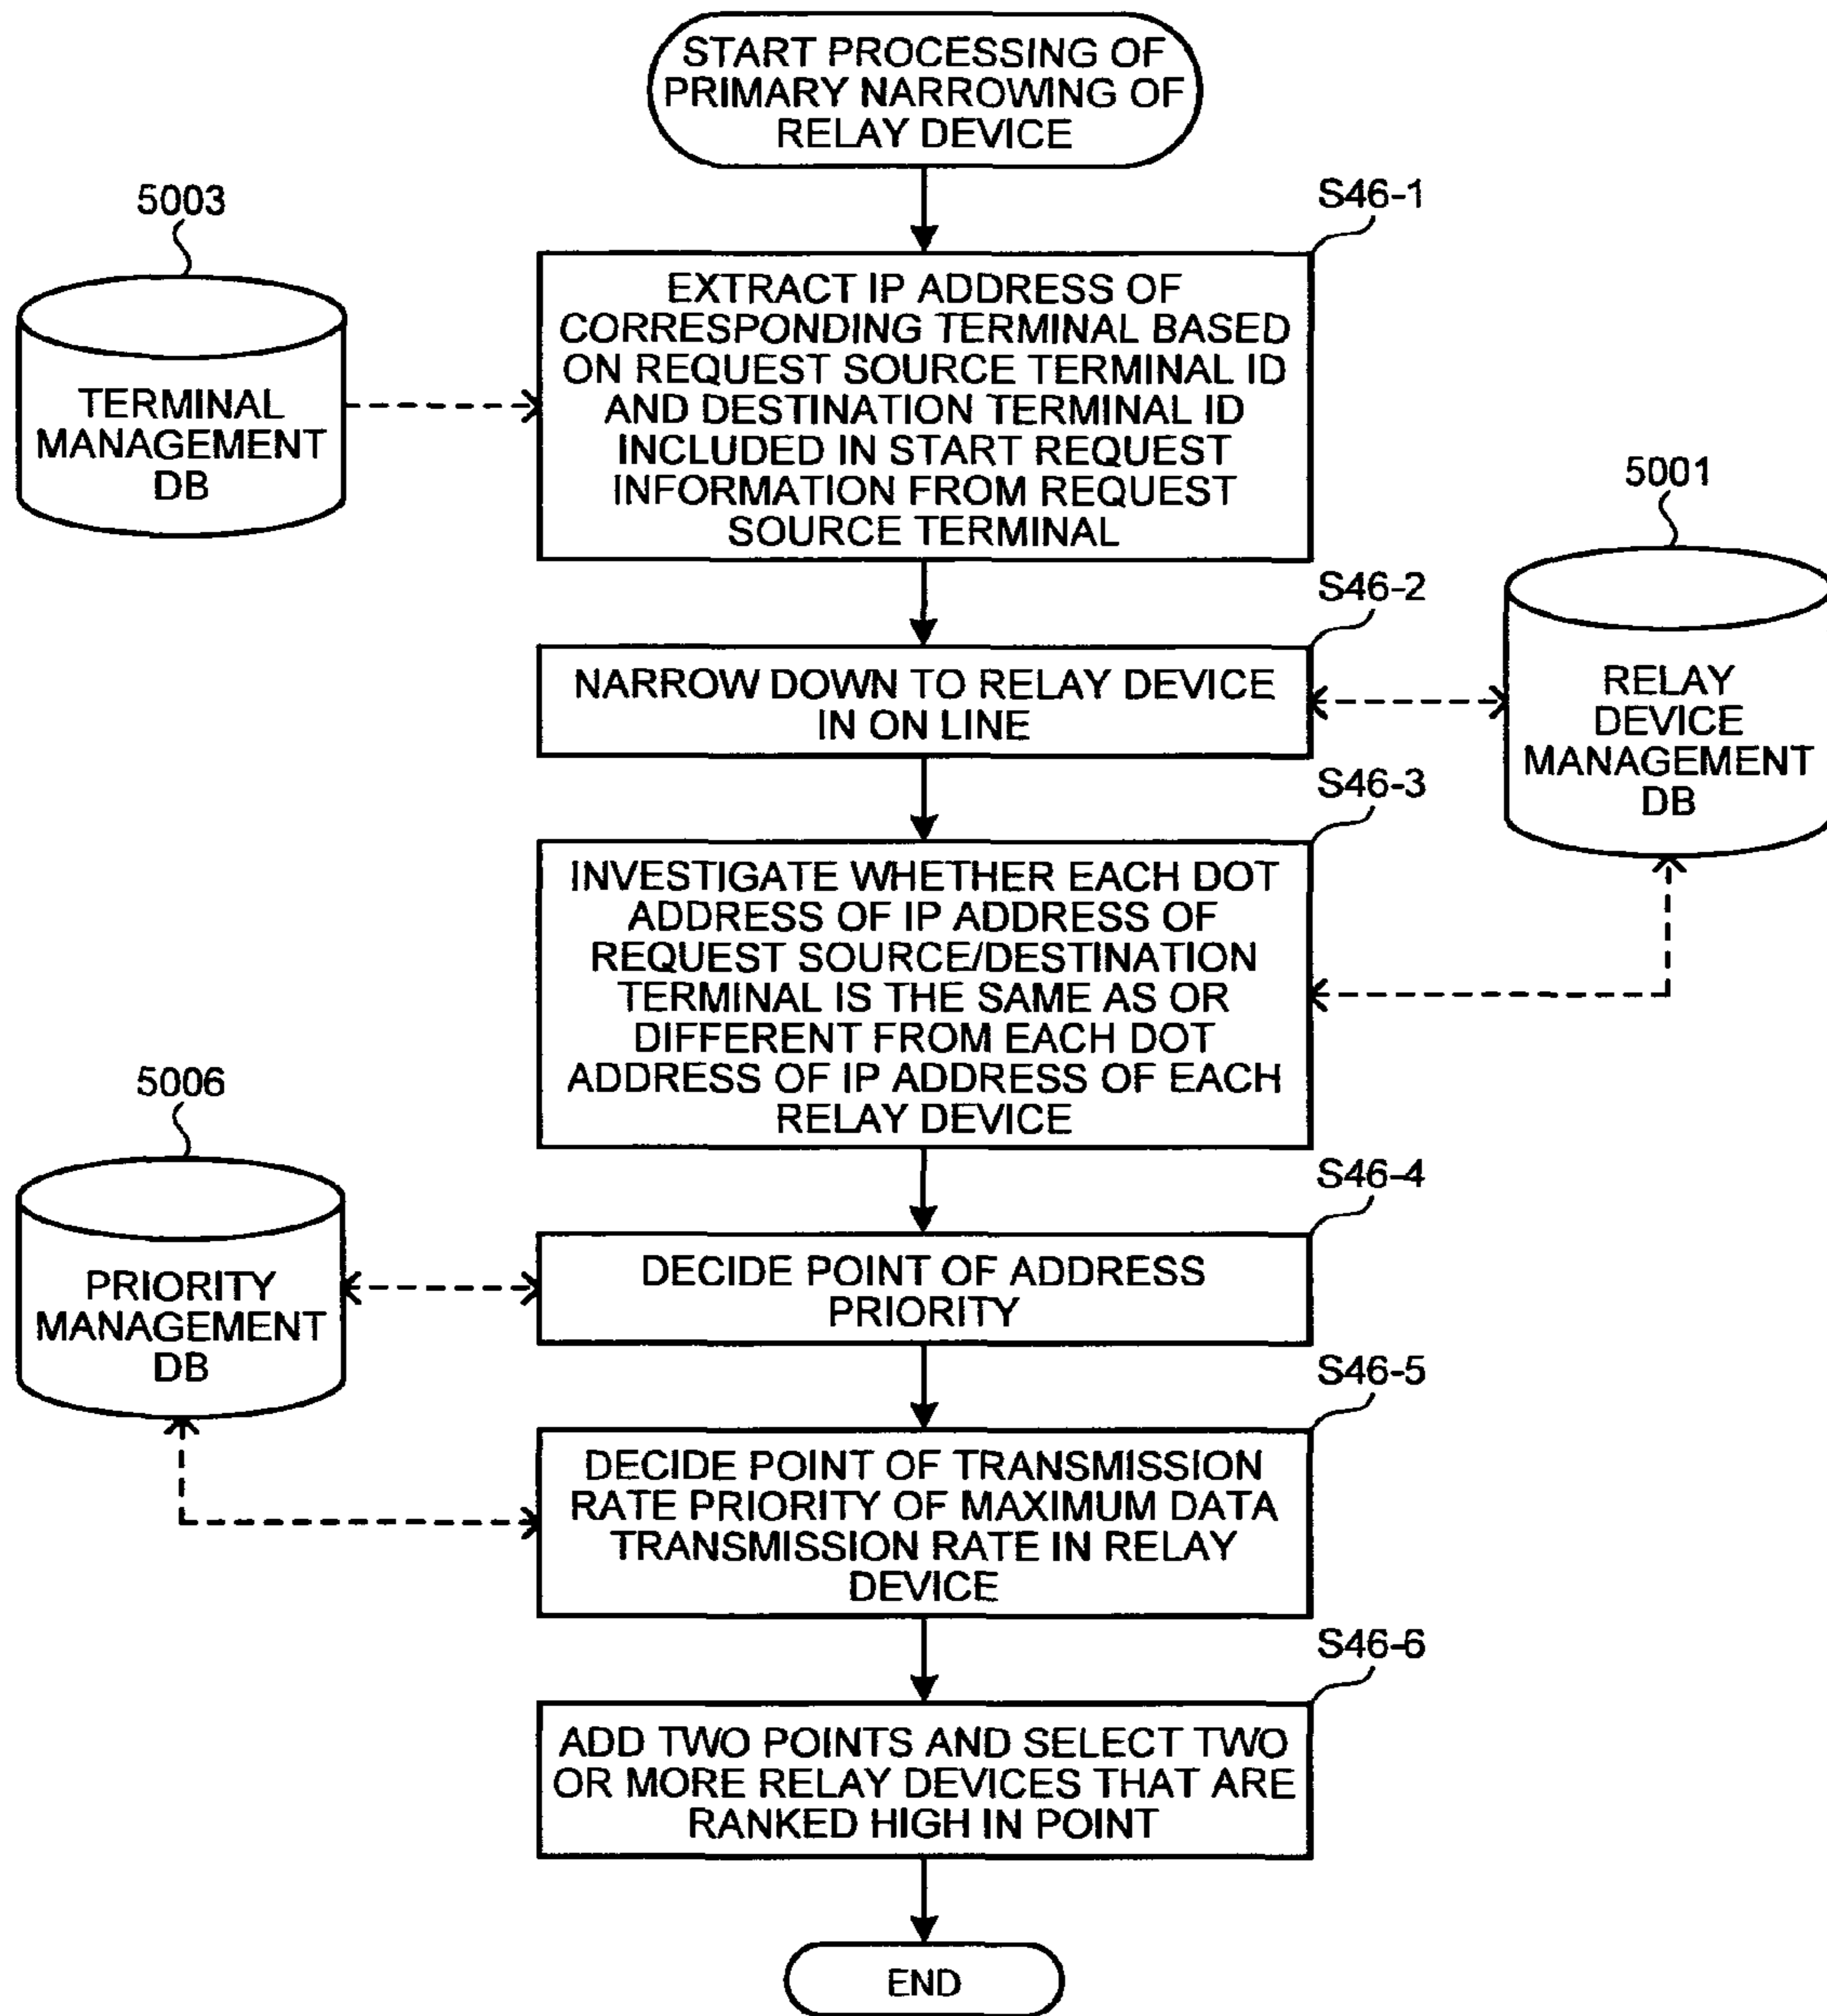 START PROCESSING OF
PRIMARY NARROWING OF
RELAY DEVICE
S46-1
EXTRACT IP ADDRESS OF
CORRESPONDING TERMINAL BASED
ON REQUEST SOURCE TERMINAL ID
AND DESTINATION TERMINAL ID
INCLUDED IN START REQUEST
INFORMATION FROM REQUEST
SOURCE TERMINAL
5003
TERMINAL
MANAGEMENT
DB
S46-2
NARROW DOWN TO RELAY DEVICE
IN ON LINE
5001
RELAY
DEVICE
MANAGEMENT
DB
S46-3
INVESTIGATE WHETHER EACH DOT
ADDRESS OF IP ADDRESS OF
REQUEST SOURCE/DESTINATION
TERMINAL IS THE SAME AS OR
DIFFERENT FROM EACH DOT
ADDRESS OF IP ADDRESS OF EACH
RELAY DEVICE
5006
PRIORITY
MANAGEMENT
DB
S46-4
DECIDE POINT OF ADDRESS
PRIORITY
S46-5
DECIDE POINT OF TRANSMISSION
RATE PRIORITY OF MAXIMUM DATA
TRANSMISSION RATE IN RELAY
DEVICE
S46-6
ADD TWO POINTS AND SELECT TWO
OR MORE RELAY DEVICES THAT ARE
RANKED HIGH IN POINT
END